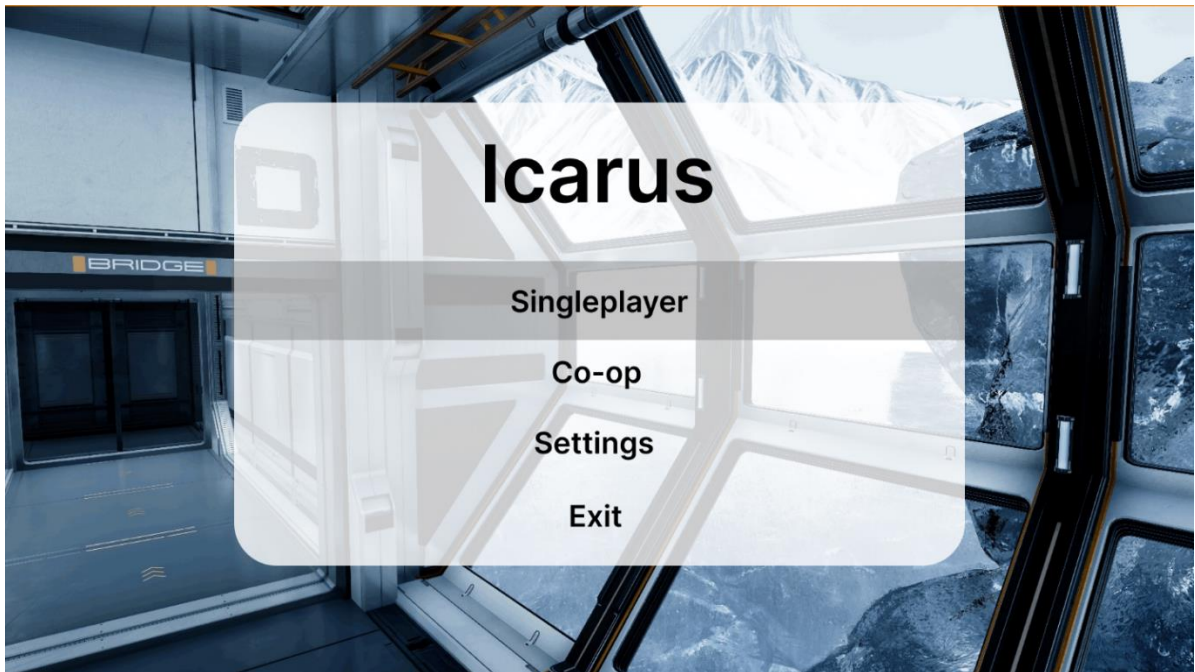 Icarus
BRIDGE
Singleplayer
Co-op
Settings
Exit